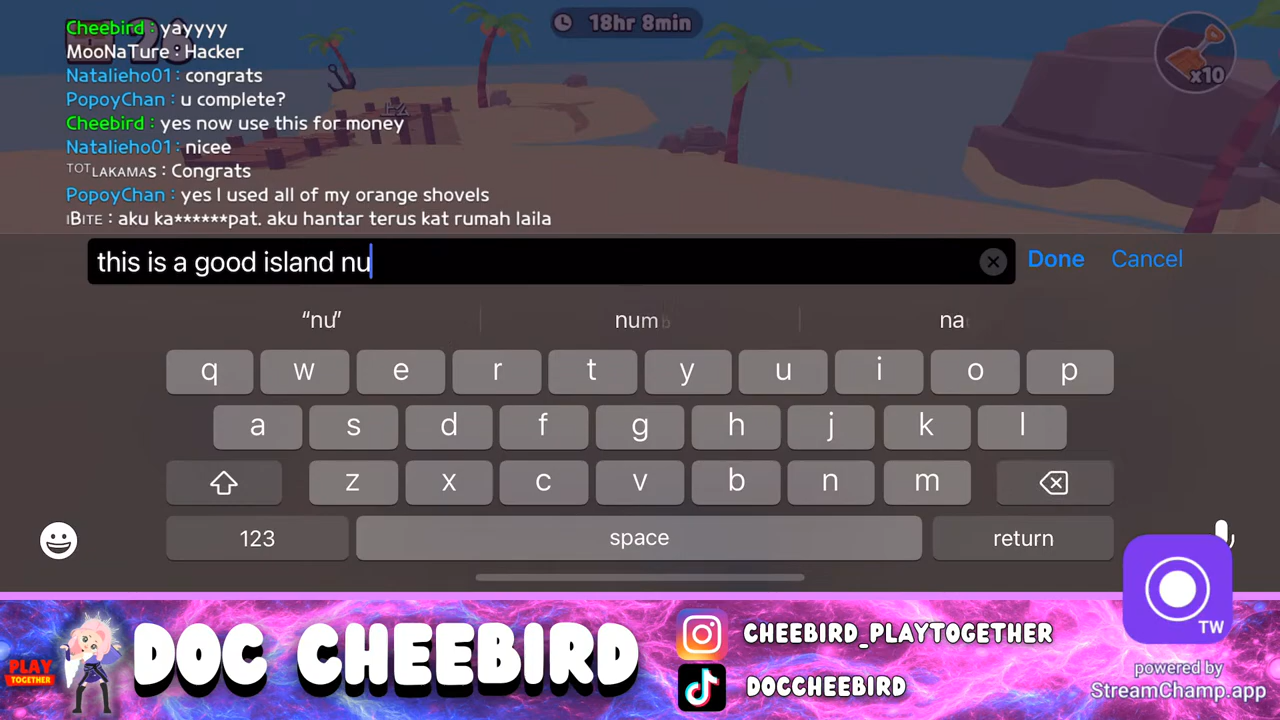 Cheebird : yayyyy
MooNaTure : Hacker
Natalieho01 : congrats
PopoyChan : u complete?
Cheebird : yes now use this for money
Natalieho01 : nicee
TOTLAKAMAs : Congrats
PopoyChan : yes I used all of my orange shovels
iBITE : aku ka******pat. aku hantar terus kat rumah laila
18hr 8min
x10
this is a good island nu
Done
Cancel
“nu”
num
na
q w e r t y u i o p
a s d f g h j k l
z x c v b n m
123
space
return
TW
PLAY
TOGETHER
DOC CHEEBIRD
CHEEBIRD_PLAYTOGETHER
DOCCHEEBIRD
powered by
StreamChamp.app